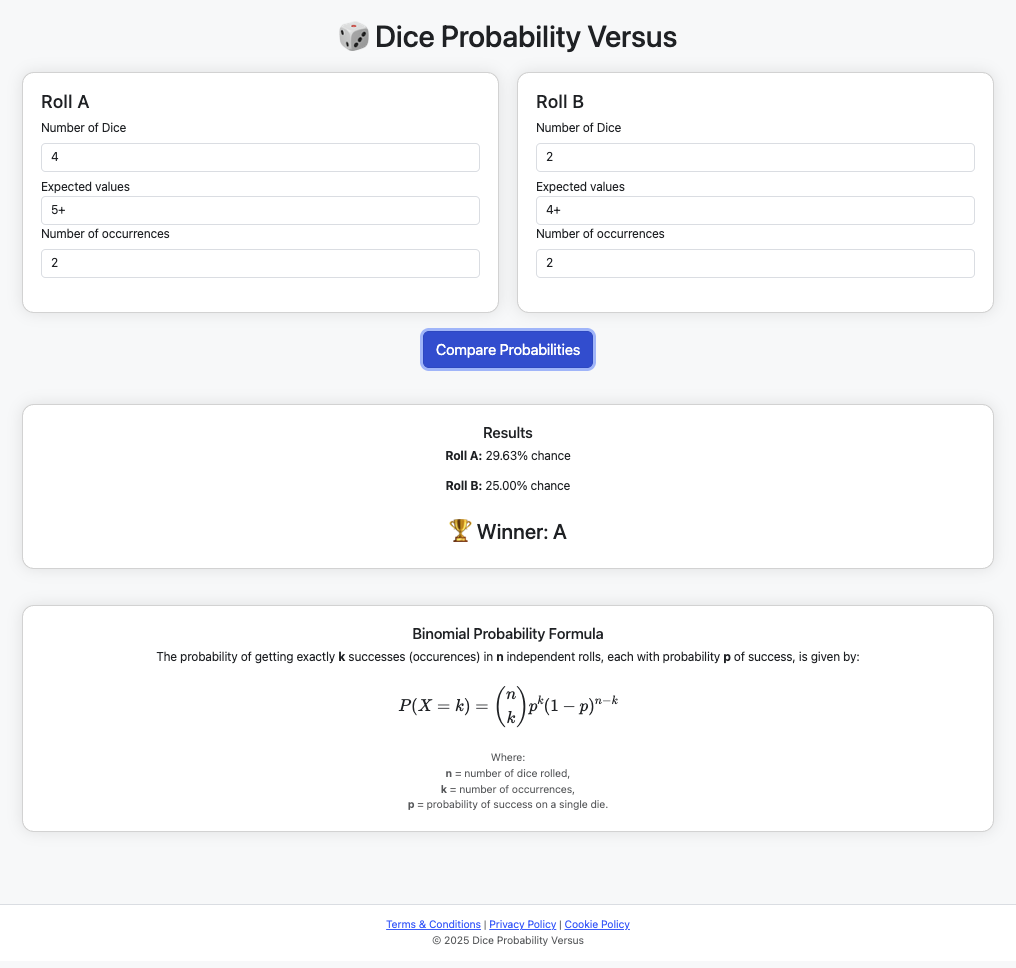 🎲 Dice Probability Versus
Roll A
Number of Dice
4
Expected values
5+
Number of occurrences
2
Roll B
Number of Dice
2
Expected values
4+
Number of occurrences
2
Compare Probabilities
Results
Roll A: 29.63% chance
Roll B: 25.00% chance
🏆 Winner: A
Binomial Probability Formula
The probability of getting exactly k successes (occurences) in n independent rolls, each with probability p of success, is given by:
P(X = k) = (n k) p^k (1 − p)^{n−k}
Where:
n = number of dice rolled,
k = number of occurrences,
p = probability of success on a single die.
Terms & Conditions | Privacy Policy | Cookie Policy
© 2025 Dice Probability Versus